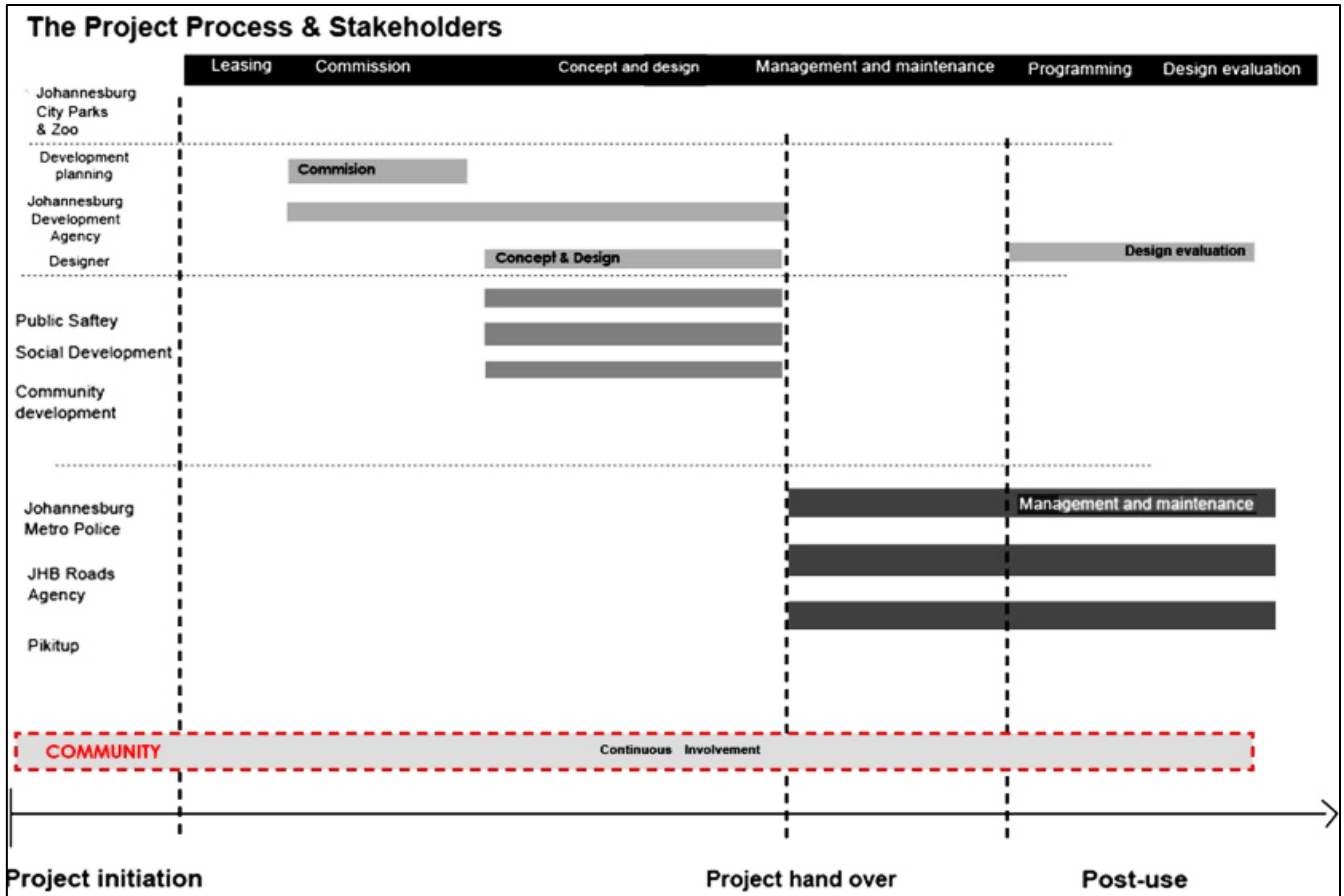 The Project Process & Stakeholders
Leasing Commission Concept and design Management and maintenance Programming Design evaluation
Johannesburg
City Parks
& Zoo
Development
planning
Commision
Johannesburg
Development
Agency
Designer
Concept & Design
Design evaluation
Public Saftey
Social Development
Community
development
Johannesburg
Metro Police
Management and maintenance
JHB Roads
Agency
Pikitup
COMMUNITY
Continuous Involvement
Project initiation
Project hand over
Post-use